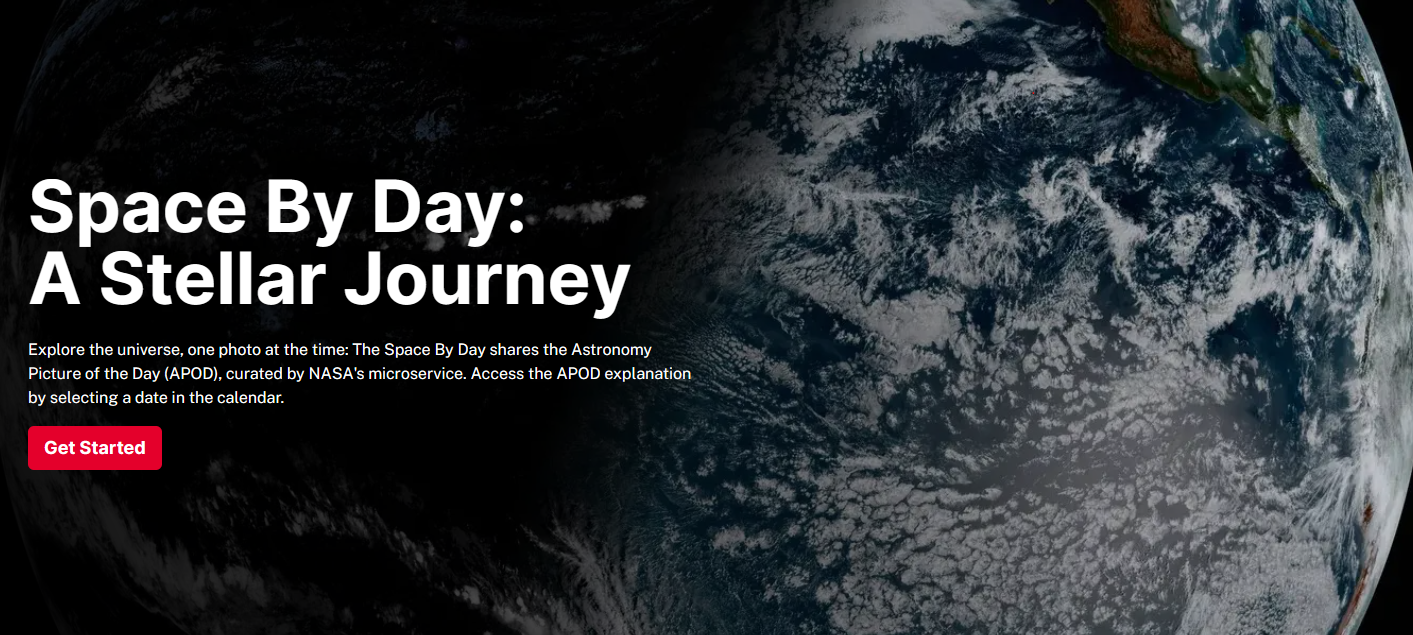 Space By Day:
A Stellar Journey
Explore the universe, one photo at the time: The Space By Day shares the Astronomy
Picture of the Day (APOD), curated by NASA's microservice. Access the APOD explanation
by selecting a date in the calendar.
Get Started